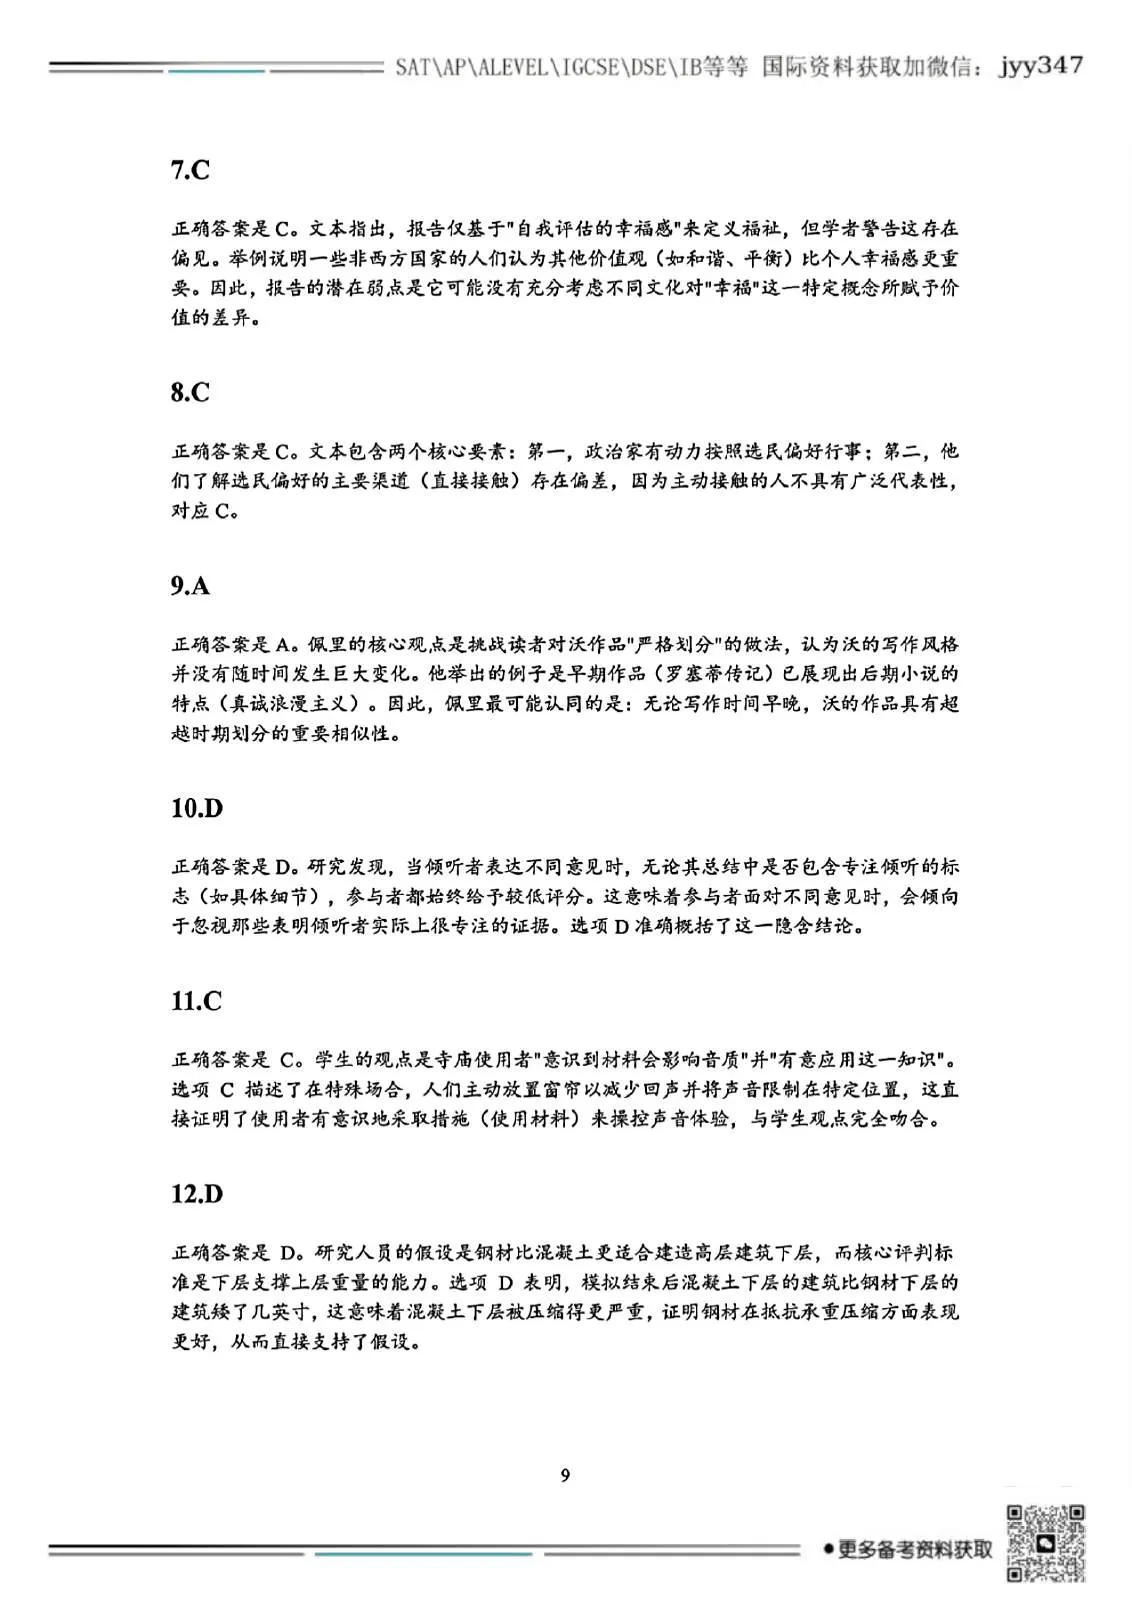 SAT\AP\ALEVEL\IGCSE\DSE\IB等等 国际资料获取加微信：jyy347
7.C
正确答案是 C。文本指出，报告仅基于"自我评估的幸福感"来定义福祉，但学者警告这存在
偏见。举例说明一些非西方国家的人们认为其他价值观（如和谐、平衡）比个人幸福感更重
要。因此，报告的潜在弱点是它可能没有充分考虑不同文化对"幸福"这一特定概念所赋予价
值的差异。
8.C
正确答案是 C。文本包含两个核心要素：第一，政治家有动力按照选民偏好行事；第二，他
们了解选民偏好的主要渠道（直接接触）存在偏差，因为主动接触的人不具有广泛代表性，
对应 C。
9.A
正确答案是 A。佩里的核心观点是挑战读者对沃作品"严格划分"的做法，认为沃的写作风格
并没有随时间发生巨大变化。他举出的例子是早期作品（罗塞蒂传记）已展现出后期小说的
特点（真诚浪漫主义）。因此，佩里最可能认同的是：无论写作时间早晚，沃的作品具有超
越时期划分的重要相似性。
10.D
正确答案是 D。研究发现，当倾听者表达不同意见时，无论其总结中是否包含专注倾听的标
志（如具体细节），参与者都始终给予较低评分。这意味着参与者面对不同意见时，会倾向
于忽视那些表明倾听者实际上很专注的证据。选项 D 准确概括了这一隐含结论。
11.C
正确答案是 C。学生的观点是寺庙使用者"意识到材料会影响音质"并"有意应用这一知识"。
选项 C 描述了在特殊场合，人们主动放置窗帘以减少回声并将声音限制在特定位置，这直
接证明了使用者有意识地采取措施（使用材料）来操控声音体验，与学生观点完全吻合。
12.D
正确答案是 D。研究人员的假设是钢材比混凝土更适合建造高层建筑下层，而核心评判标
准是下层支撑上层重量的能力。选项 D 表明，模拟结束后混凝土下层的建筑比钢材下层的
建筑矮了几英寸，这意味着混凝土下层被压缩得更严重，证明钢材在抵抗承重压缩方面表现
更好，从而直接支持了假设。
9
●更多备考资料获取